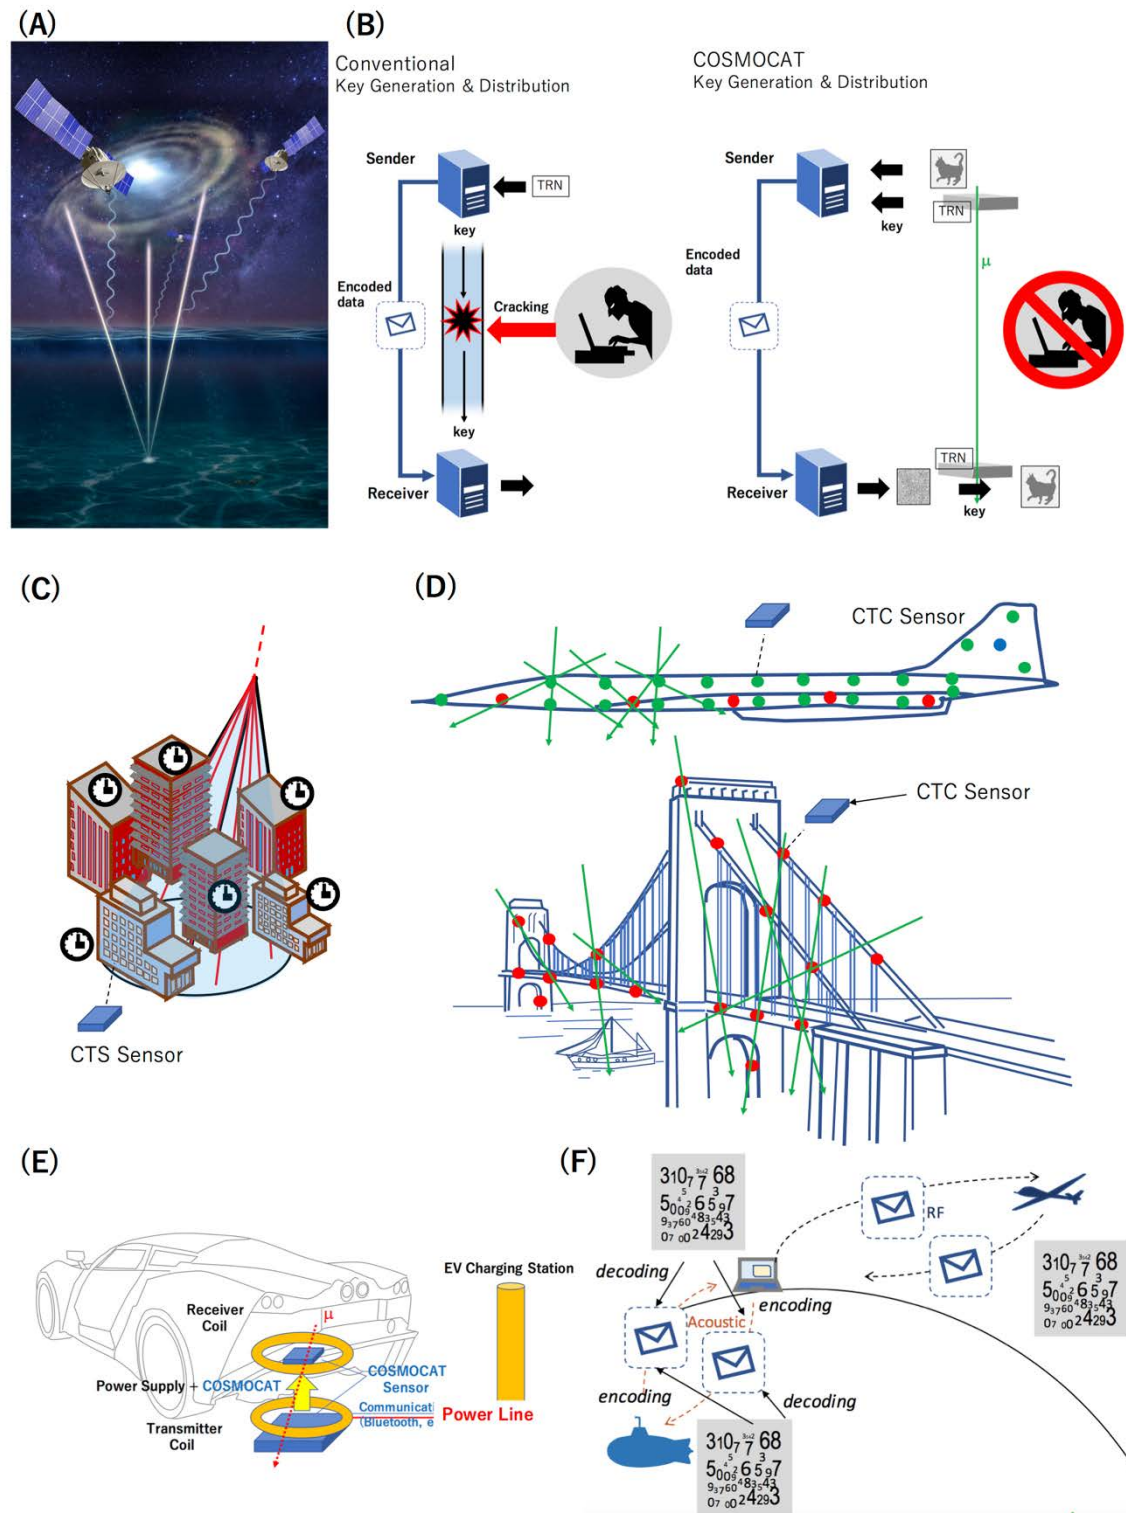 (A)
(B)
Conventional
Key Generation & Distribution
COSMOCAT
Key Generation & Distribution
Sender
TRN
key
Encoded
data
Cracking
key
Receiver
Sender
TRN
key
Encoded
data
μ
TRN
Receiver
key
(C)
CTS Sensor
(D)
CTC Sensor
CTC Sensor
(E)
EV Charging Station
Receiver
Coil
μ
Power Supply + COSMOCAT
COSMOCAT
Sensor
Transmitter
Coil
Communicati
(Bluetooth, e
Power Line
(F)
RF
decoding
encoding
Acoustic
encoding
decoding